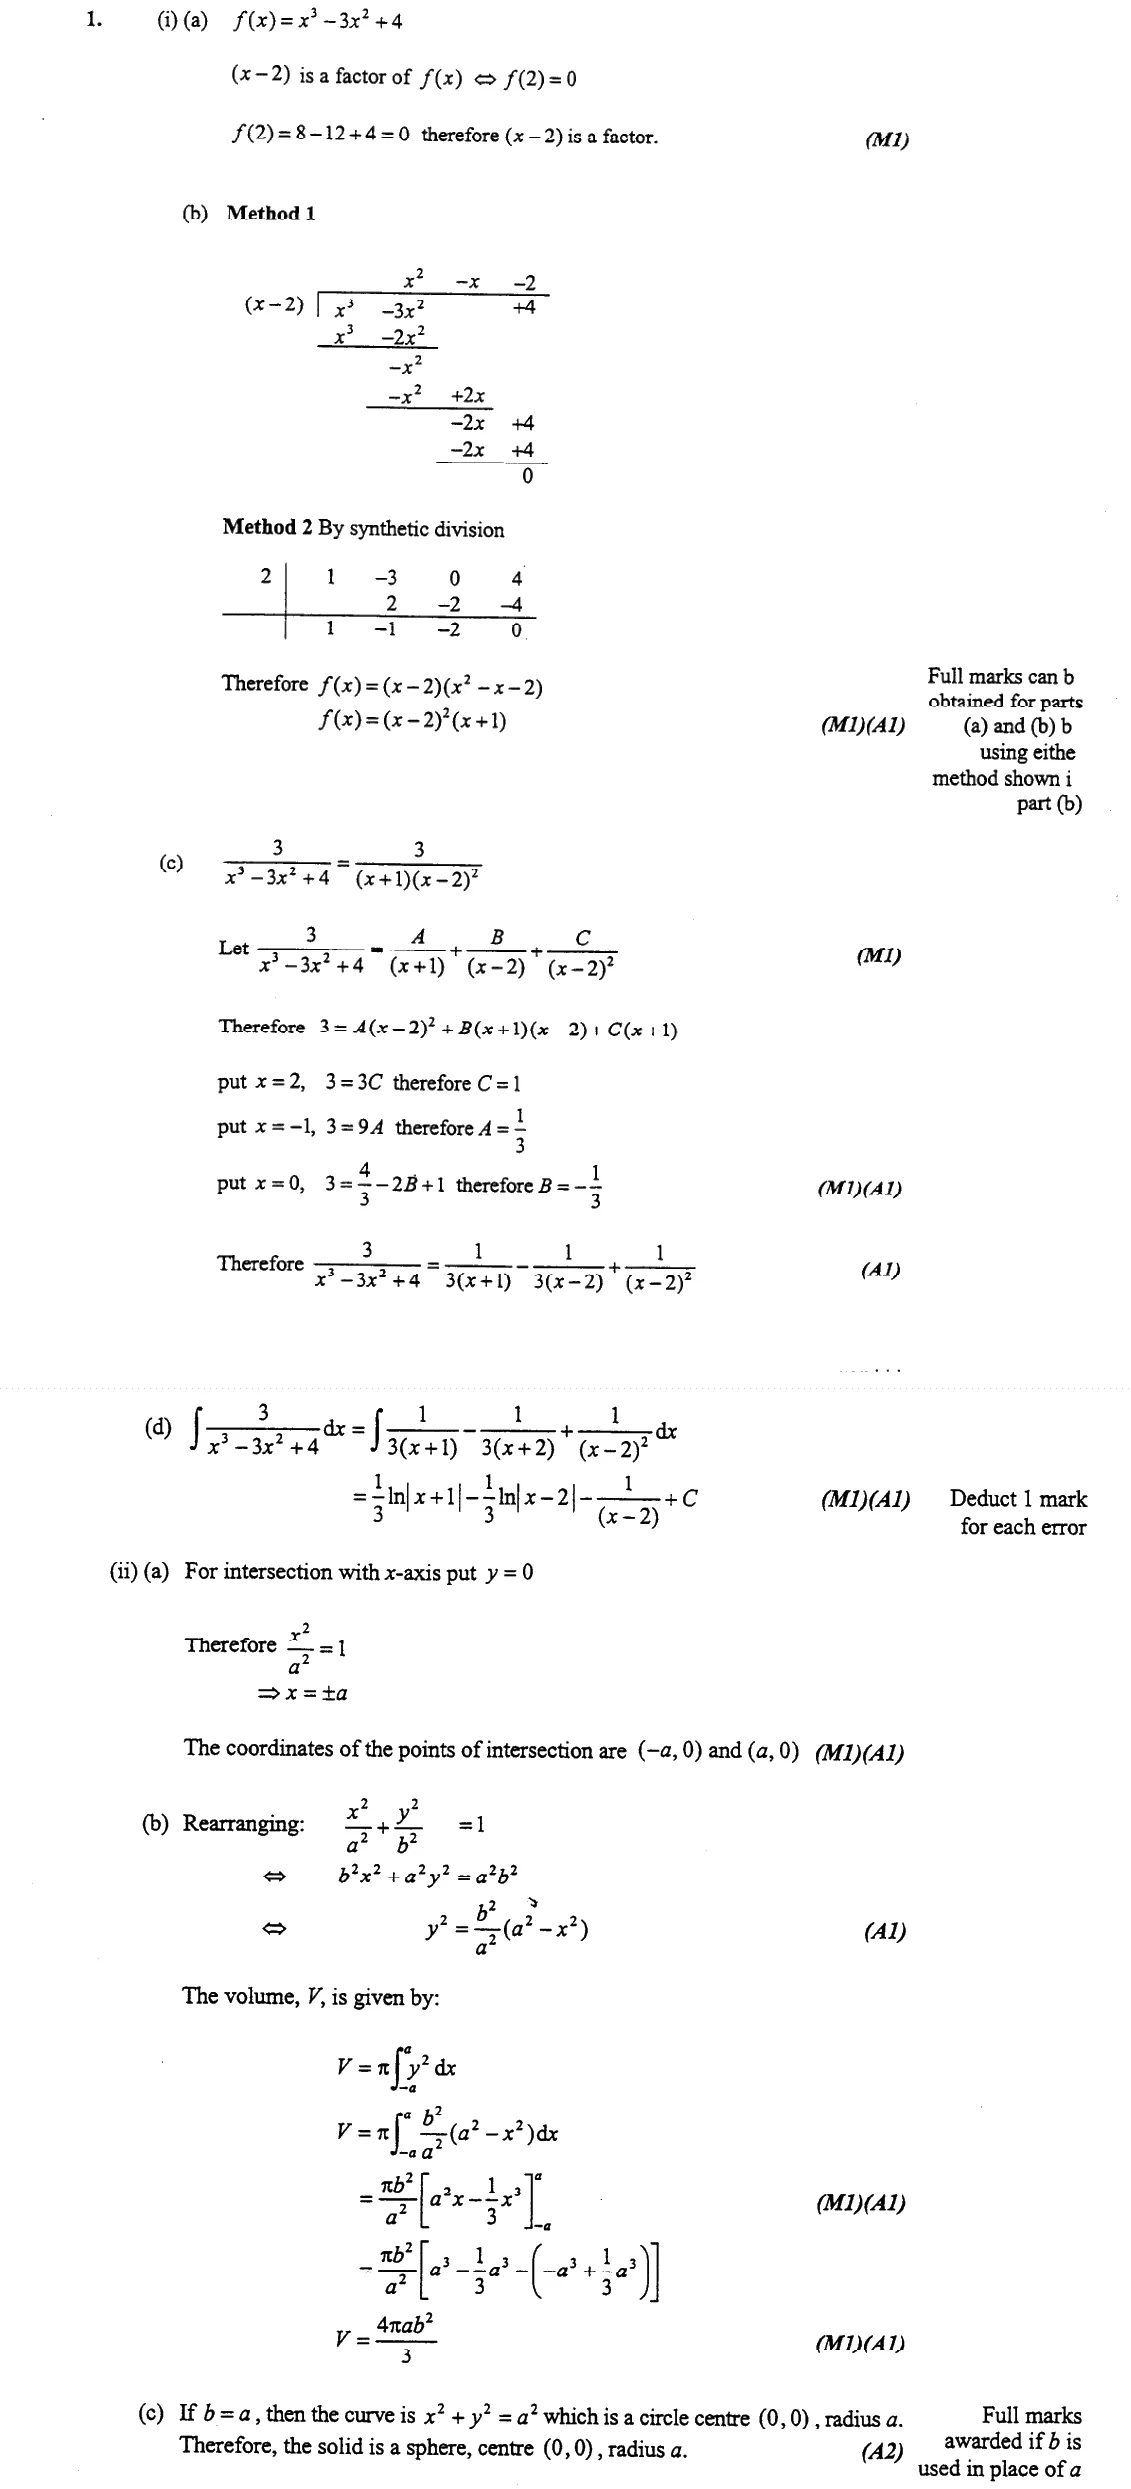 1. (i) (a) f(x) = x³ − 3x² + 4
(x − 2) is a factor of f(x) ⇔ f(2) = 0
f(2) = 8 − 12 + 4 = 0 therefore (x − 2) is a factor. (M1)
(b) Method 1
x² −x −2
(x − 2) | x³ −3x² +4
x³ −2x²
−x²
−x² +2x
−2x +4
−2x +4
0
Method 2 By synthetic division
2 | 1 −3 0 4
2 −2 −4
1 −1 −2 0
Therefore f(x) = (x − 2)(x² − x − 2)
f(x) = (x − 2)²(x + 1) (M1)(A1)
Full marks can b
obtained for parts
(a) and (b) b
using eithe
method shown i
part (b)
(c) 3/(x³ − 3x² + 4) = 3/((x + 1)(x − 2)²)
Let 3/(x³ − 3x² + 4) = A/(x + 1) + B/(x − 2) + C/(x − 2)² (M1)
Therefore 3 = A(x − 2)² + B(x + 1)(x 2) + C(x + 1)
put x = 2, 3 = 3C therefore C = 1
put x = −1, 3 = 9A therefore A = 1/3
put x = 0, 3 = 4/3 − 2B + 1 therefore B = −1/3 (M1)(A1)
Therefore 3/(x³ − 3x² + 4) = 1/(3(x + 1)) − 1/(3(x − 2)) + 1/(x − 2)² (A1)
(d) ∫ 3/(x³ − 3x² + 4) dx = ∫ 1/(3(x + 1)) − 1/(3(x + 2)) + 1/(x − 2)² dx
= 1/3 ln|x + 1| − 1/3 ln|x − 2| − 1/(x − 2) + C (M1)(A1) Deduct 1 mark
for each error
(ii) (a) For intersection with x-axis put y = 0
Therefore x²/a² = 1
⇒ x = ±a
The coordinates of the points of intersection are (−a, 0) and (a, 0) (M1)(A1)
(b) Rearranging: x²/a² + y²/b² = 1
⇔ b²x² + a²y² = a²b²
⇔ y² = b²/a² (a² − x²) (A1)
The volume, V, is given by:
V = π∫₋ₐᵃ y² dx
V = π∫₋ₐᵃ b²/a² (a² − x²)dx
= πb²/a² [a²x − 1/3 x³]₋ₐᵃ (M1)(A1)
= πb²/a² [a³ − 1/3 a³ − (−a³ + 1/3 a³)]
V = 4πab²/3 (M1)(A1)
(c) If b = a, then the curve is x² + y² = a² which is a circle centre (0, 0), radius a. Full marks
Therefore, the solid is a sphere, centre (0, 0), radius a. (A2) awarded if b is
used in place of a